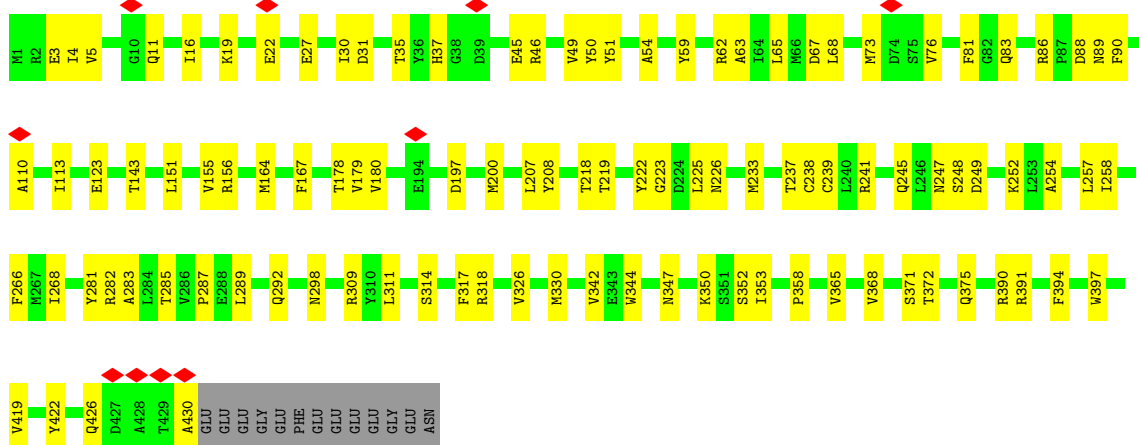 M1 R2 E3 I4 V5 G10 Q11 I16 K19 E22 E27 I30 D31 T35 Y36 H37 G38 D39 E45 R46 V49 Y50 Y51 A54 Y59 R62 A63 I64 L65 M66 D67 L68 M73 D74 S75 V76 F81 G82 Q83 R86 P87 D88 N89 F90
A110 I113 E123 T143 L151 V155 R156 M164 F167 T178 V179 V180 E194 D197 M200 L207 Y208 T218 T219 Y222 G223 D224 L225 N226 M233 T237 C238 C239 L240 R241 Q245 L246 N247 S248 D249 K252 L253 A254 L257 I258
F266 M267 I268 Y281 R282 A283 L284 T285 V286 P287 E288 L289 Q292 N298 R309 Y310 L311 S314 F317 R318 V326 M330 V342 E343 W344 N347 K350 S351 S352 I353 P358 V365 V368 S371 T372 Q375 R390 R391 F394 W397
V419 Y422 Q426 D427 A428 T429 A430 GLU GLU GLU GLY GLU PHE GLU GLU GLU GLU GLY GLU ASN